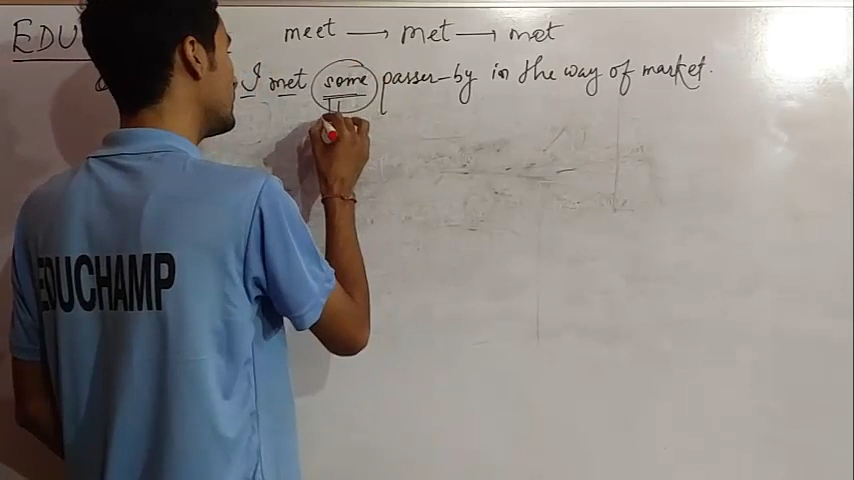 EDU
meet → met → met
I met some passer-by in the way of market.
EDUCHAMP